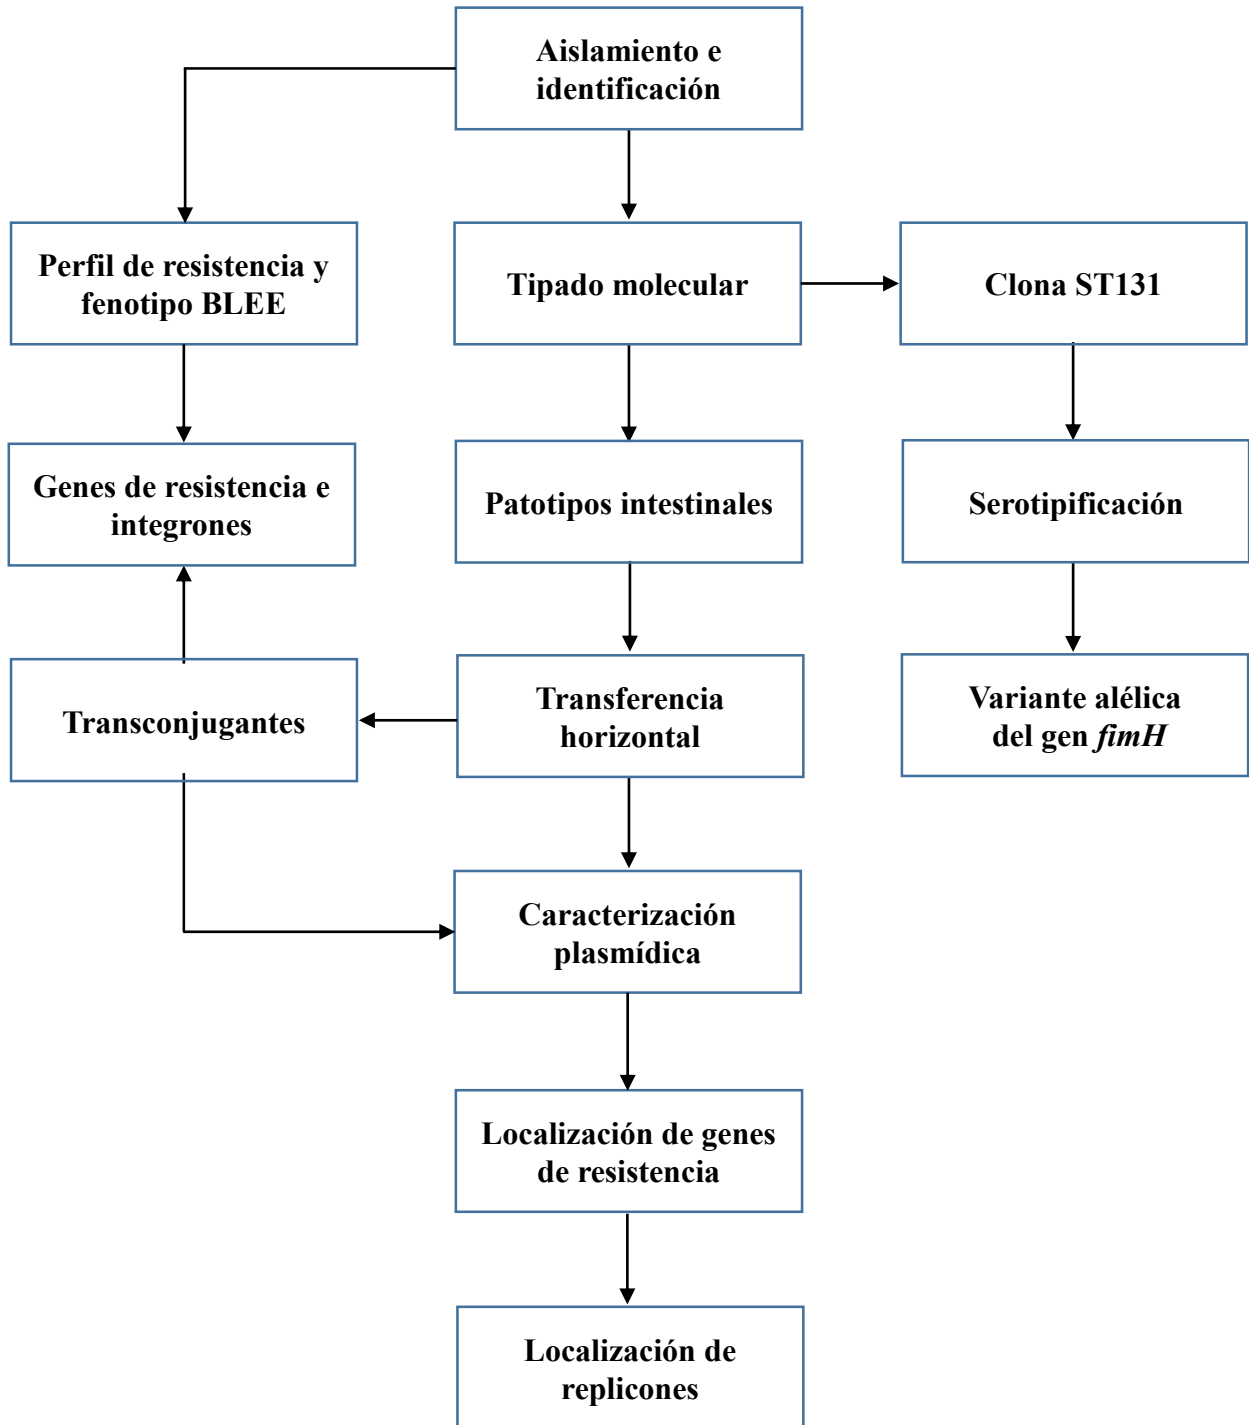 Aislamiento e
identificación
Perfil de resistencia y
fenotipo BLEE
Tipado molecular
Clona ST131
Genes de resistencia e
integrones
Patotipos intestinales
Serotipificación
Transconjugantes
Transferencia
horizontal
Variante alélica
del gen fimH
Caracterización
plasmídica
Localización de genes
de resistencia
Localización de
replicones